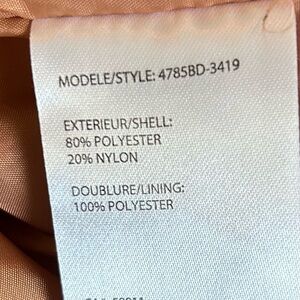 MODELE/STYLE: 4785BD-3419
EXTERIEUR/SHELL:
80% POLYESTER
20% NYLON
DOUBLURE/LINING:
100% POLYESTER